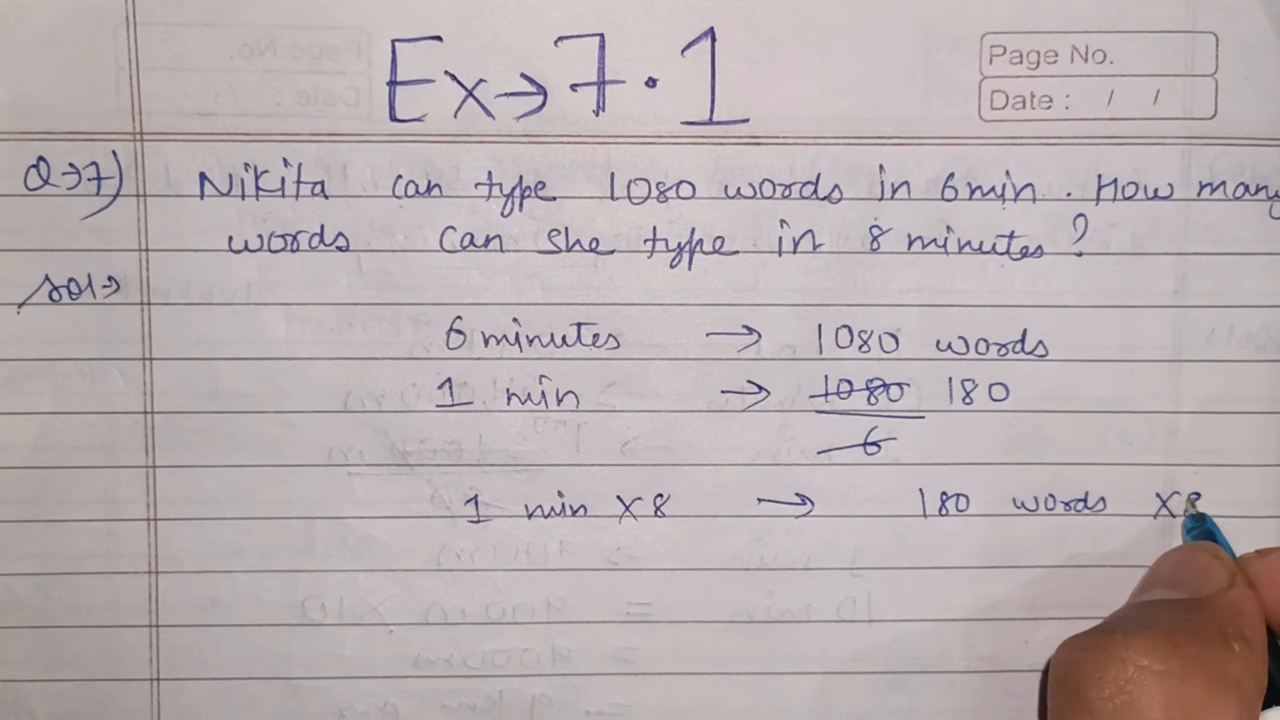 Ex→7.1
Page No.
Date : / /
Q→7) Nikita can type 1080 words in 6 min. How many
words can she type in 8 minutes?
Sol→
6 minutes → 1080 words
1 min → 1080 180
6
1 min X 8 → 180 words X 8